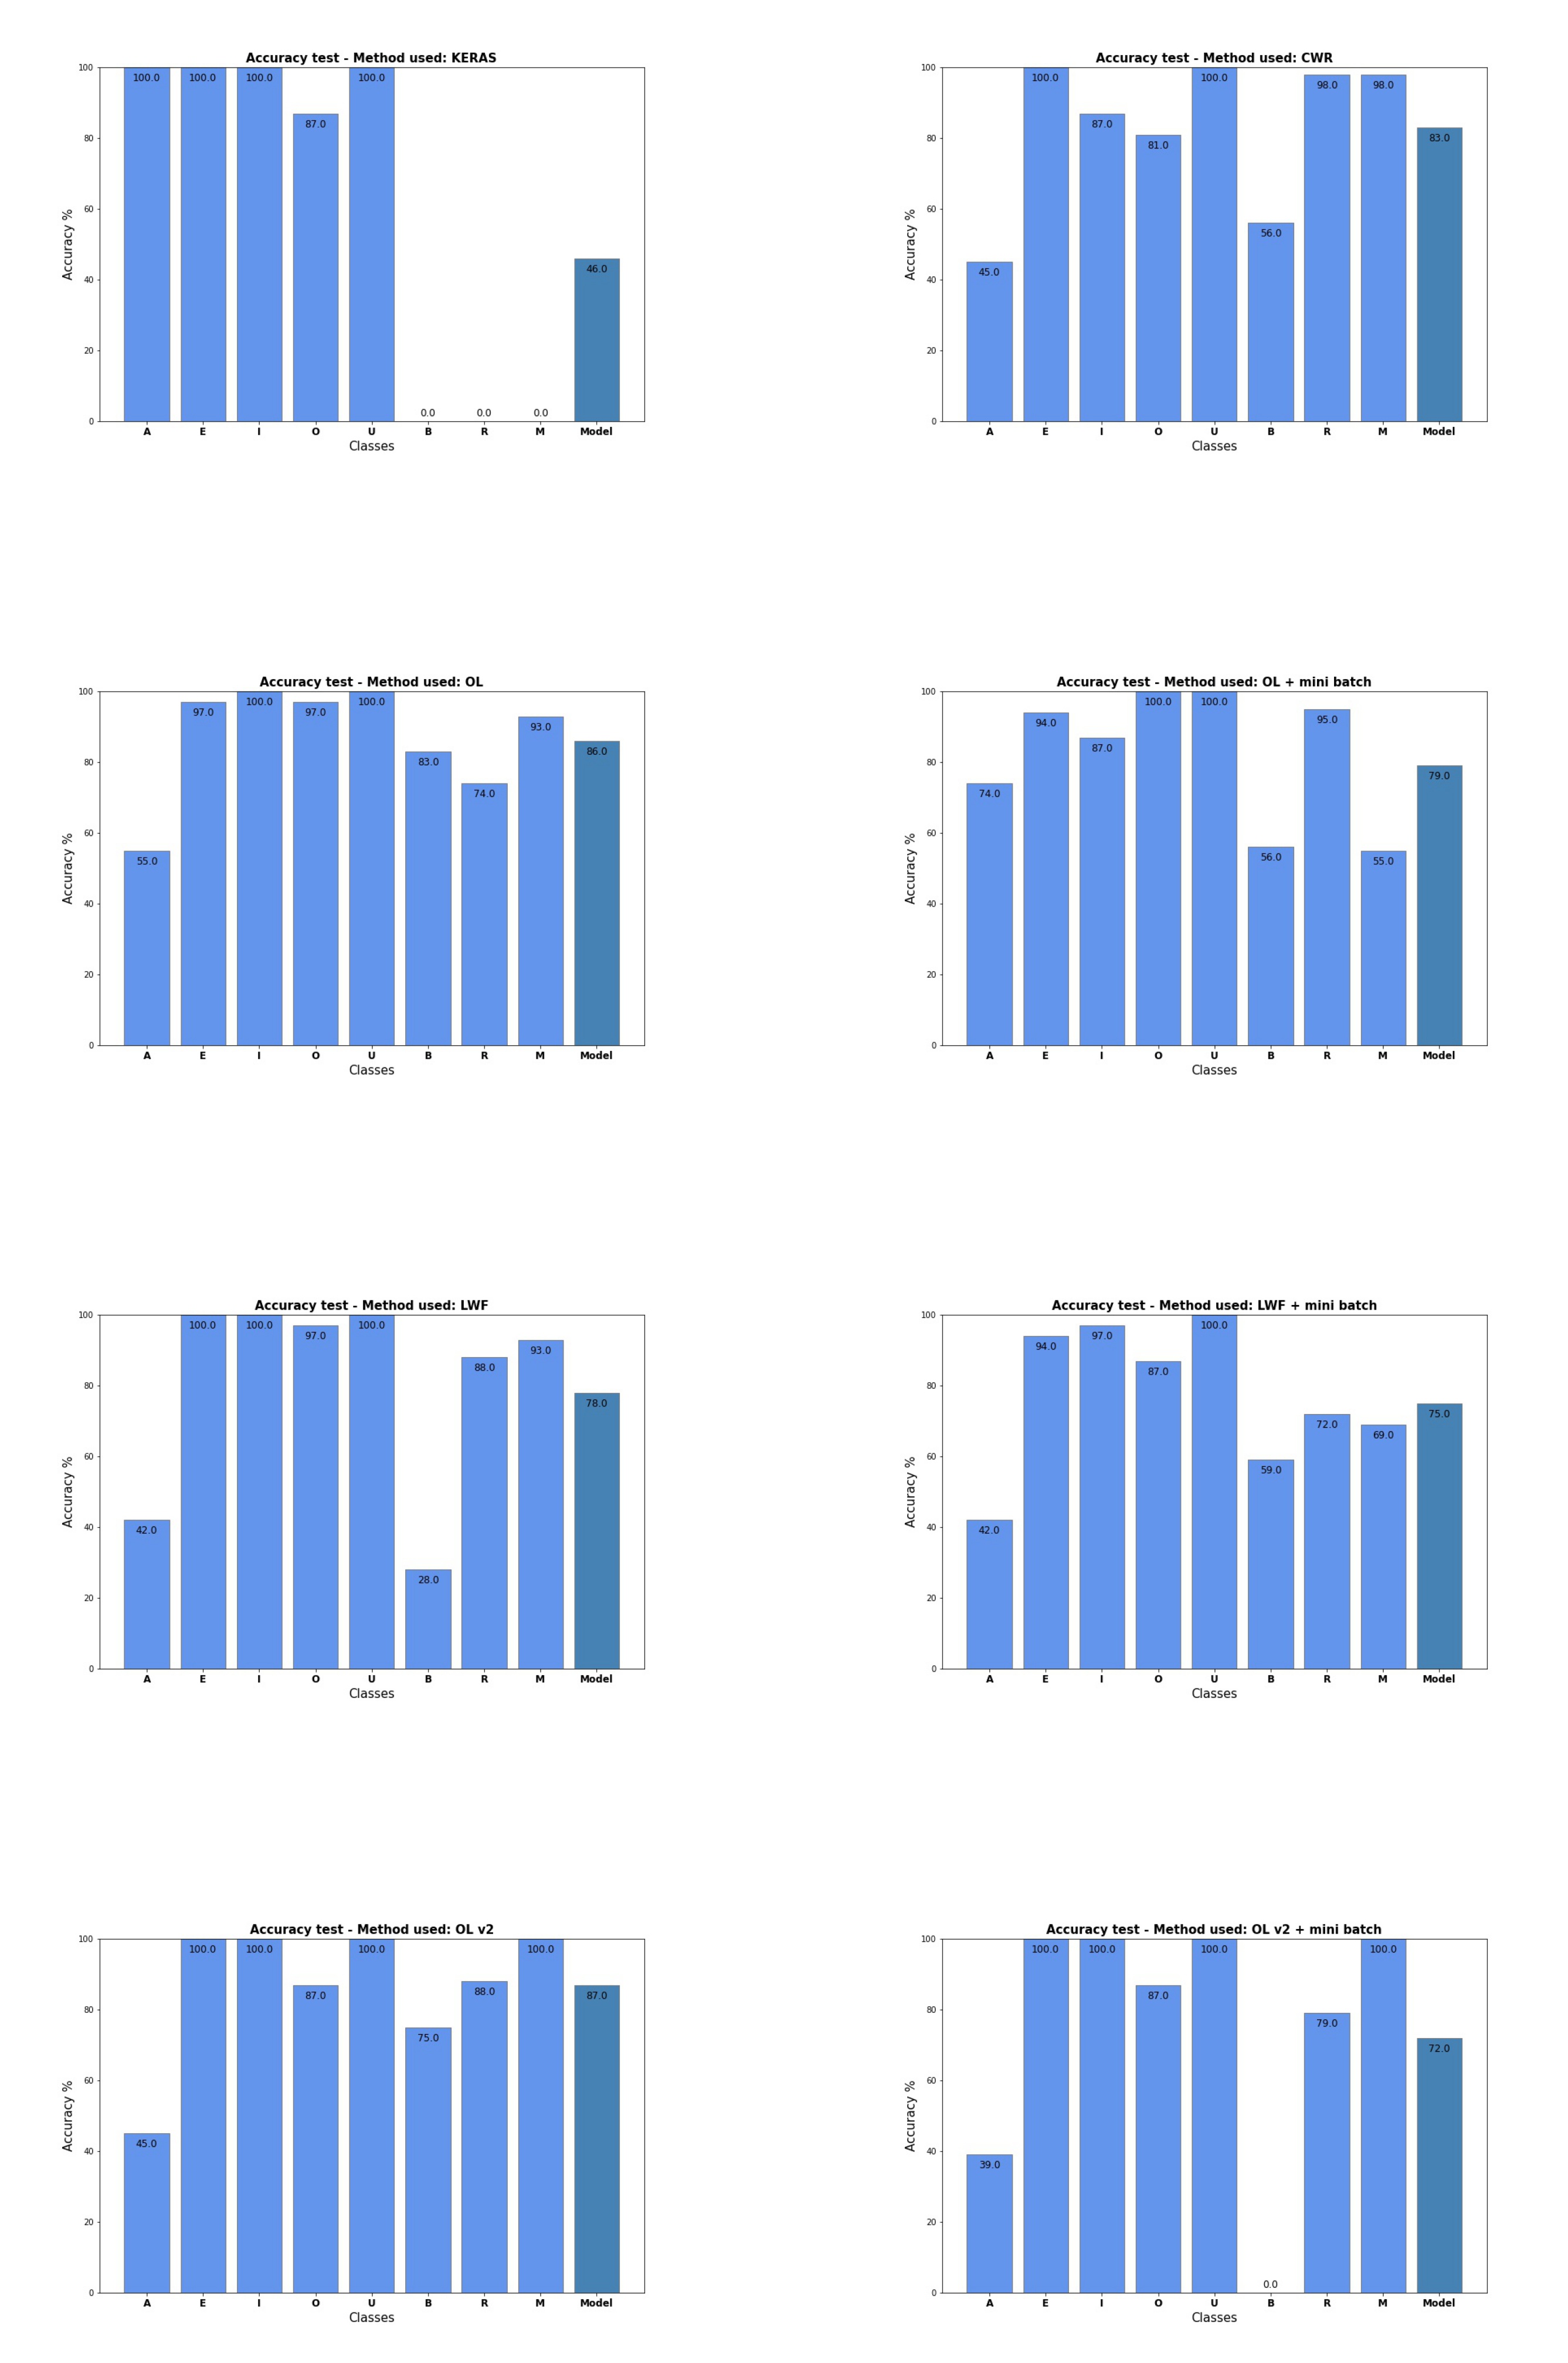 Accuracy test - Method used: KERAS
100
80
60
40
20
0
Accuracy %
100.0 100.0 100.0 87.0 100.0 0.0 0.0 0.0 46.0
A E I O U B R M Model
Classes
Accuracy test - Method used: CWR
100
80
60
40
20
0
Accuracy %
45.0 100.0 87.0 81.0 100.0 56.0 98.0 98.0 83.0
A E I O U B R M Model
Classes
Accuracy test - Method used: OL
100
80
60
40
20
0
Accuracy %
55.0 97.0 100.0 97.0 100.0 83.0 74.0 93.0 86.0
A E I O U B R M Model
Classes
Accuracy test - Method used: OL + mini batch
100
80
60
40
20
0
Accuracy %
74.0 94.0 87.0 100.0 100.0 56.0 95.0 55.0 79.0
A E I O U B R M Model
Classes
Accuracy test - Method used: LWF
100
80
60
40
20
0
Accuracy %
42.0 100.0 100.0 97.0 100.0 28.0 88.0 93.0 78.0
A E I O U B R M Model
Classes
Accuracy test - Method used: LWF + mini batch
100
80
60
40
20
0
Accuracy %
42.0 94.0 97.0 87.0 100.0 59.0 72.0 69.0 75.0
A E I O U B R M Model
Classes
Accuracy test - Method used: OL v2
100
80
60
40
20
0
Accuracy %
45.0 100.0 100.0 87.0 100.0 75.0 88.0 100.0 87.0
A E I O U B R M Model
Classes
Accuracy test - Method used: OL v2 + mini batch
100
80
60
40
20
0
Accuracy %
39.0 100.0 100.0 87.0 100.0 0.0 79.0 100.0 72.0
A E I O U B R M Model
Classes